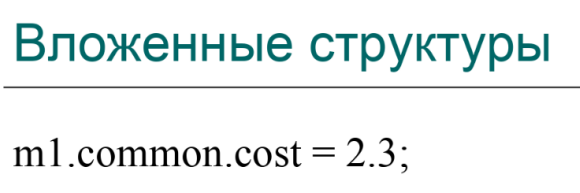 Вложенные структуры
m1.common.cost = 2.3;